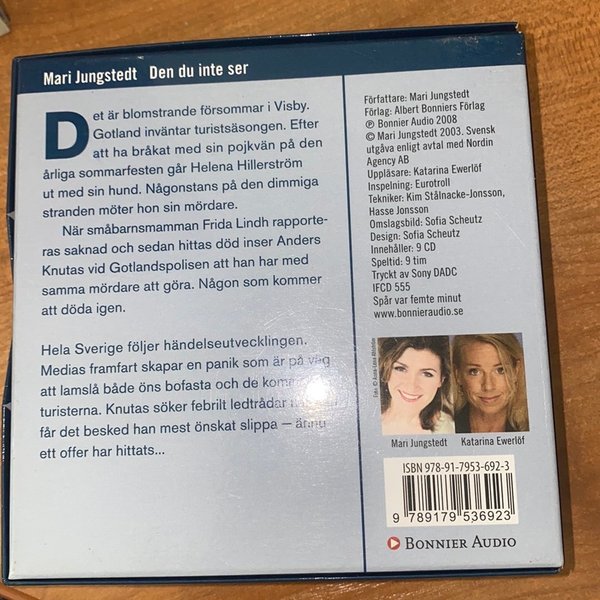 Mari Jungstedt Den du inte ser
Det är blomstrande försommar i Visby.
Gotland inväntar turistsäsongen. Efter
att ha bråkat med sin pojkvän på den
årliga sommarfesten går Helena Hillerström
ut med sin hund. Någonstans på den dimmiga
stranden möter hon sin mördare.
När småbarnsmamman Frida Lindh rapporte-
ras saknad och sedan hittas död inser Anders
Knutas vid Gotlandspolisen att han har med
samma mördare att göra. Någon som kommer
att döda igen.
Hela Sverige följer händelseutvecklingen.
Medias framfart skapar en panik som är på väg
att lamslå både öns bofasta och de
turisterna. Knutas söker febrilt ledtrådar
får det besked han mest önskat slippa – ännu
ett offer har hittats...
Författare: Mari Jungstedt
Förlag: Albert Bonniers Förlag
℗ Bonnier Audio 2008
© Mari Jungstedt 2003. Svensk
utgåva enligt avtal med Nordin
Agency AB
Uppläsare: Katarina Ewerlöf
Inspelning: Eurotroll
Tekniker: Kim Stålnacke-Jonsson,
Hasse Jonsson
Omslagsbild: Sofia Scheutz
Design: Sofia Scheutz
Innehåller: 9 CD
Speltid: 9 tim
Tryckt av Sony DADC
IFCD 555
Spår var femte minut
www.bonnieraudio.se
Mari Jungstedt Katarina Ewerlöf
ISBN 978-91-7953-692-3
9 789179 536923
BONNIER AUDIO